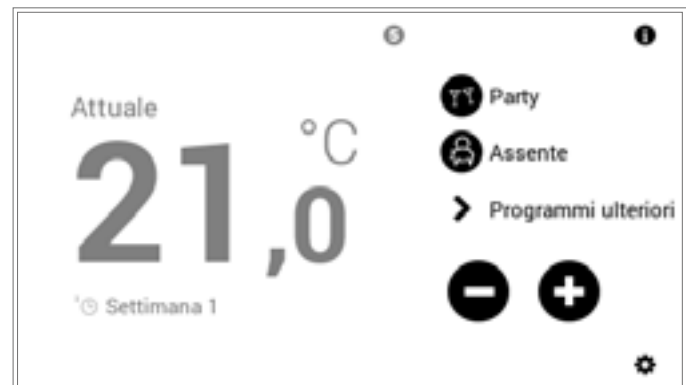 Attuale
21,0 °C
Settimana 1
Party
Assente
Programmi ulteriori